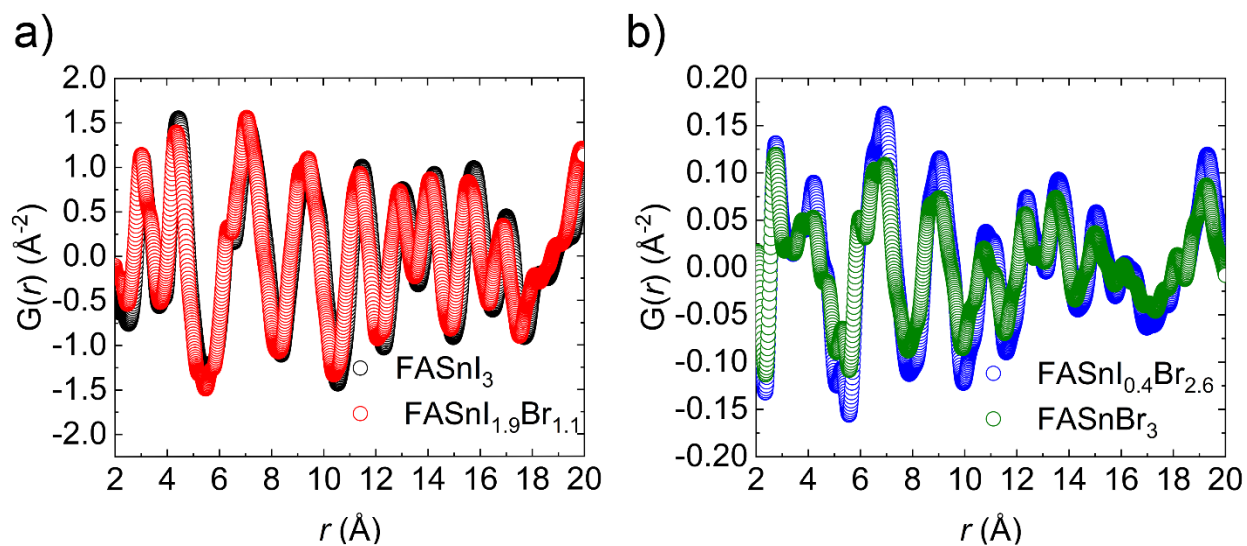 a)
2.0
1.5
1.0
0.5
0.0
-0.5
-1.0
-1.5
-2.0
G(r) (Å⁻²)
FASnI₃
FASnI₁.₉Br₁.₁
2 4 6 8 10 12 14 16 18 20
r (Å)
b)
0.20
0.15
0.10
0.05
0.00
-0.05
-0.10
-0.15
-0.20
G(r) (Å⁻²)
FASnI₀.₄Br₂.₆
FASnBr₃
2 4 6 8 10 12 14 16 18 20
r (Å)